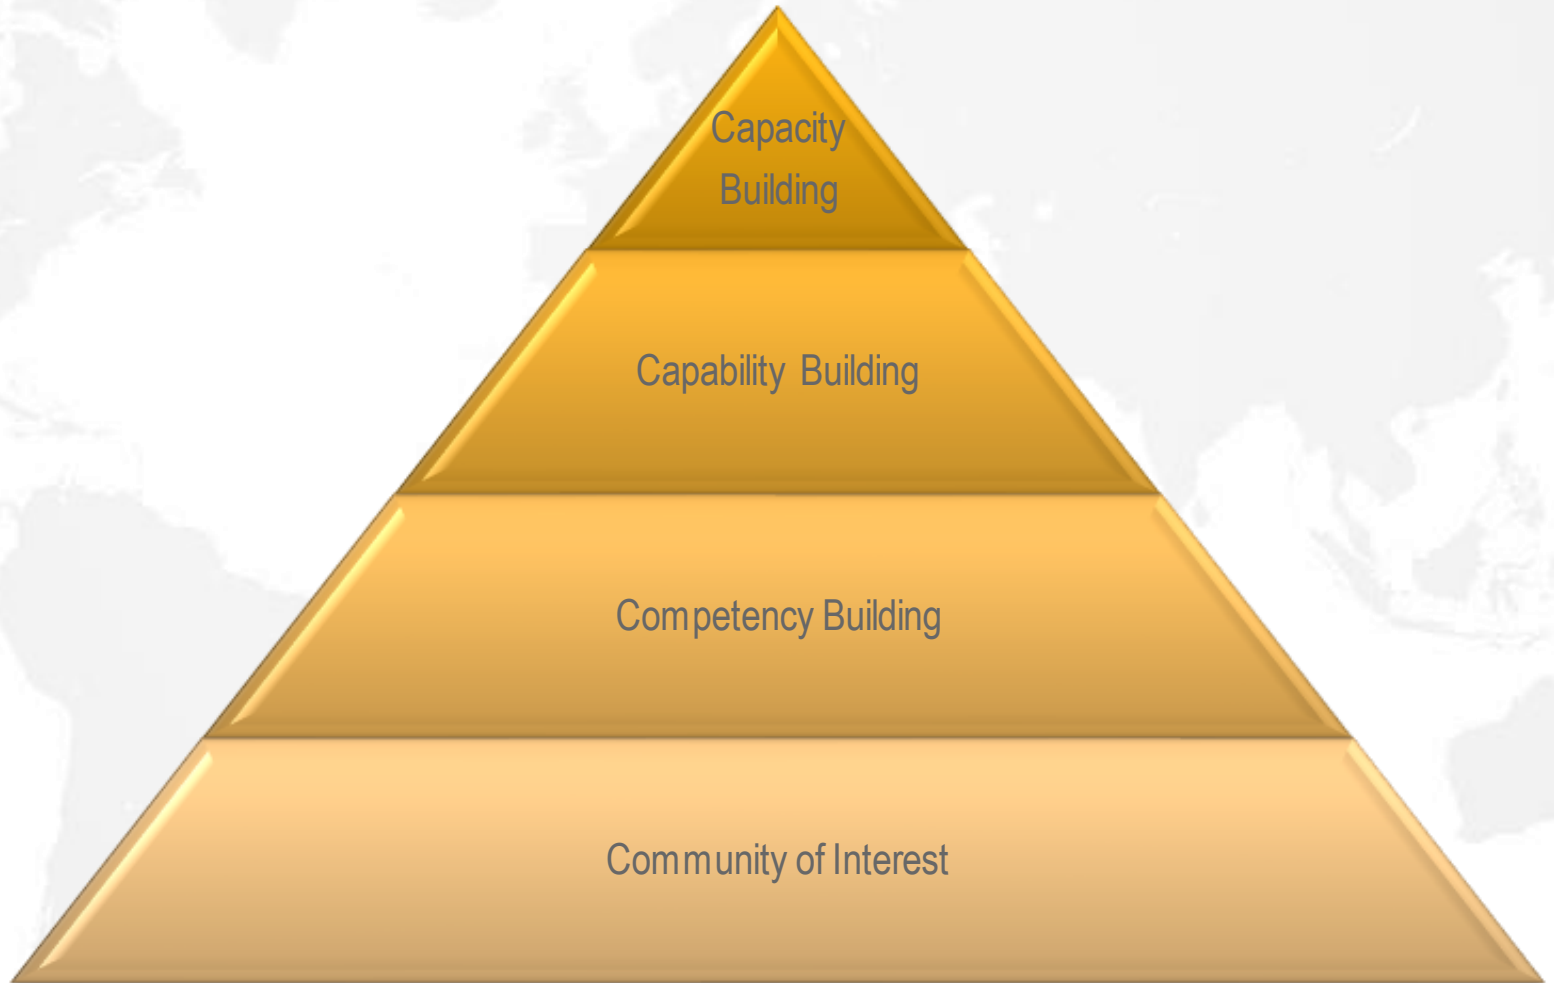 Capacity
Building
Capability Building
Competency Building
Community of Interest